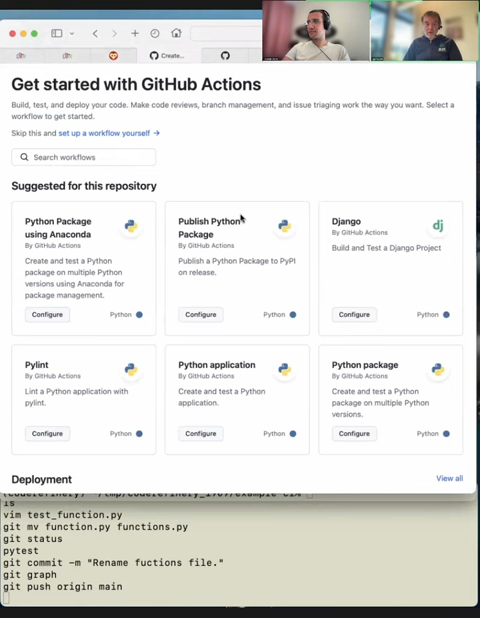 Create...
Get started with GitHub Actions
Build, test, and deploy your code. Make code reviews, branch management, and issue triaging work the way you want. Select a
workflow to get started.
Skip this and set up a workflow yourself →
Search workflows
Suggested for this repository
Python Package
using Anaconda
By GitHub Actions
Create and test a Python
package on multiple Python
versions using Anaconda for
package management.
Configure
Python
Publish Python
Package
By GitHub Actions
Publish a Python Package to PyPI
on release.
Configure
Python
Django
dj
By GitHub Actions
Build and Test a Django Project
Configure
Python
Pylint
By GitHub Actions
Lint a Python application with
pylint.
Configure
Python
Python application
By GitHub Actions
Create and test a Python
application.
Configure
Python
Python package
By GitHub Actions
Create and test a Python
package on multiple Python
versions.
Configure
Python
Deployment
View all
ls
vim test_function.py
git mv function.py functions.py
git status
pytest
git commit -m "Rename fuctions file."
git graph
git push origin main